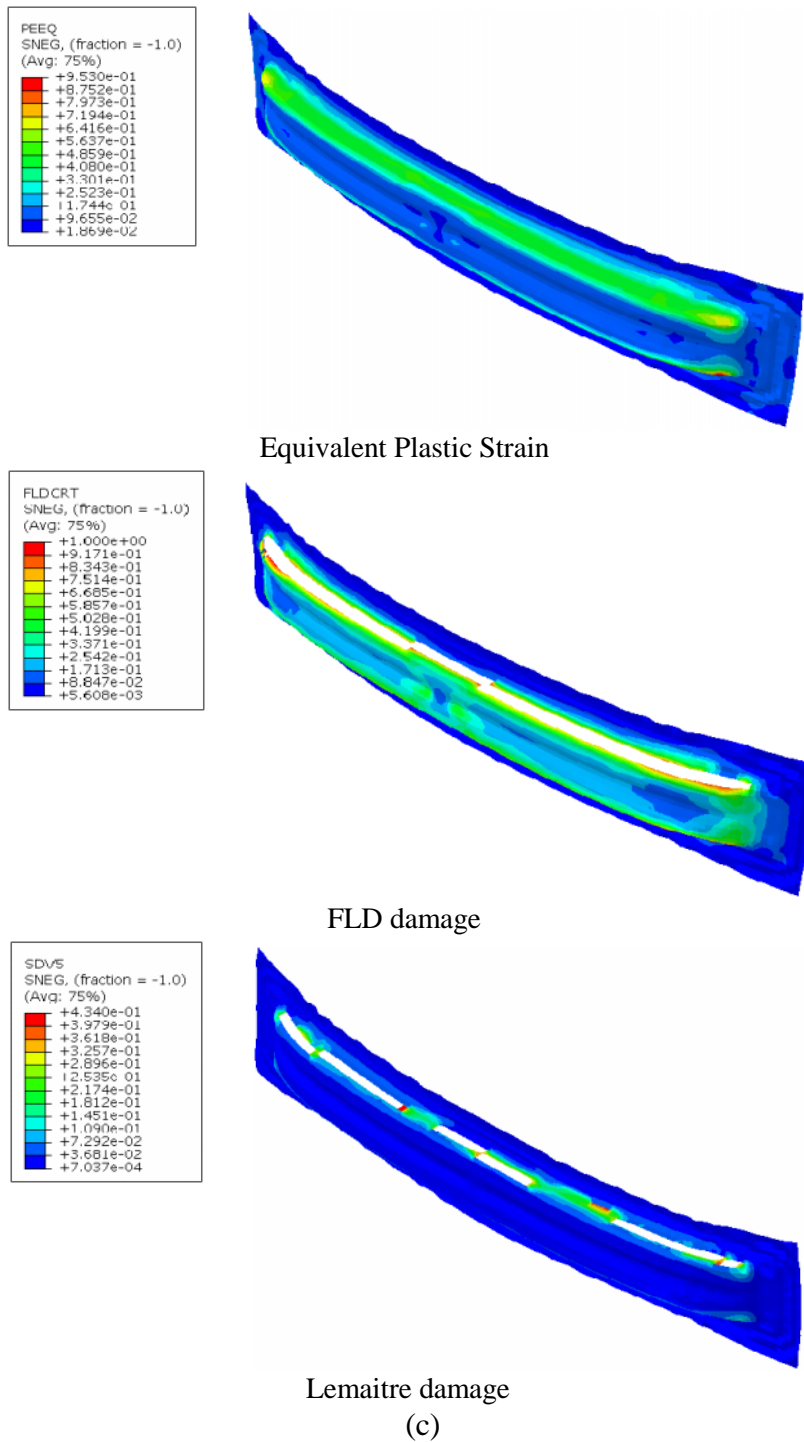 PEEQ
SNEG, (fraction = -1.0)
(Avg: 75%)
+9.530e-01
+8.752e-01
+7.973e-01
+7.194e-01
+6.416e-01
+5.637e-01
+4.859e-01
+4.080e-01
+3.301e-01
+2.523e-01
+1.744e-01
+9.655e-02
+1.869e-02
Equivalent Plastic Strain
FLDCRT
SNEG, (fraction = -1.0)
(Avg: 75%)
+1.000e+00
+9.171e-01
+8.343e-01
+7.514e-01
+6.685e-01
+5.857e-01
+5.028e-01
+4.199e-01
+3.371e-01
+2.542e-01
+1.713e-01
+8.847e-02
+5.608e-03
FLD damage
SDV5
SNEG, (fraction = -1.0)
(Avg: 75%)
+4.340e-01
+3.979e-01
+3.618e-01
+3.257e-01
+2.896e-01
+2.535e-01
+2.174e-01
+1.812e-01
+1.451e-01
+1.090e-01
+7.292e-02
+3.681e-02
+7.037e-04
Lemaitre damage
(c)